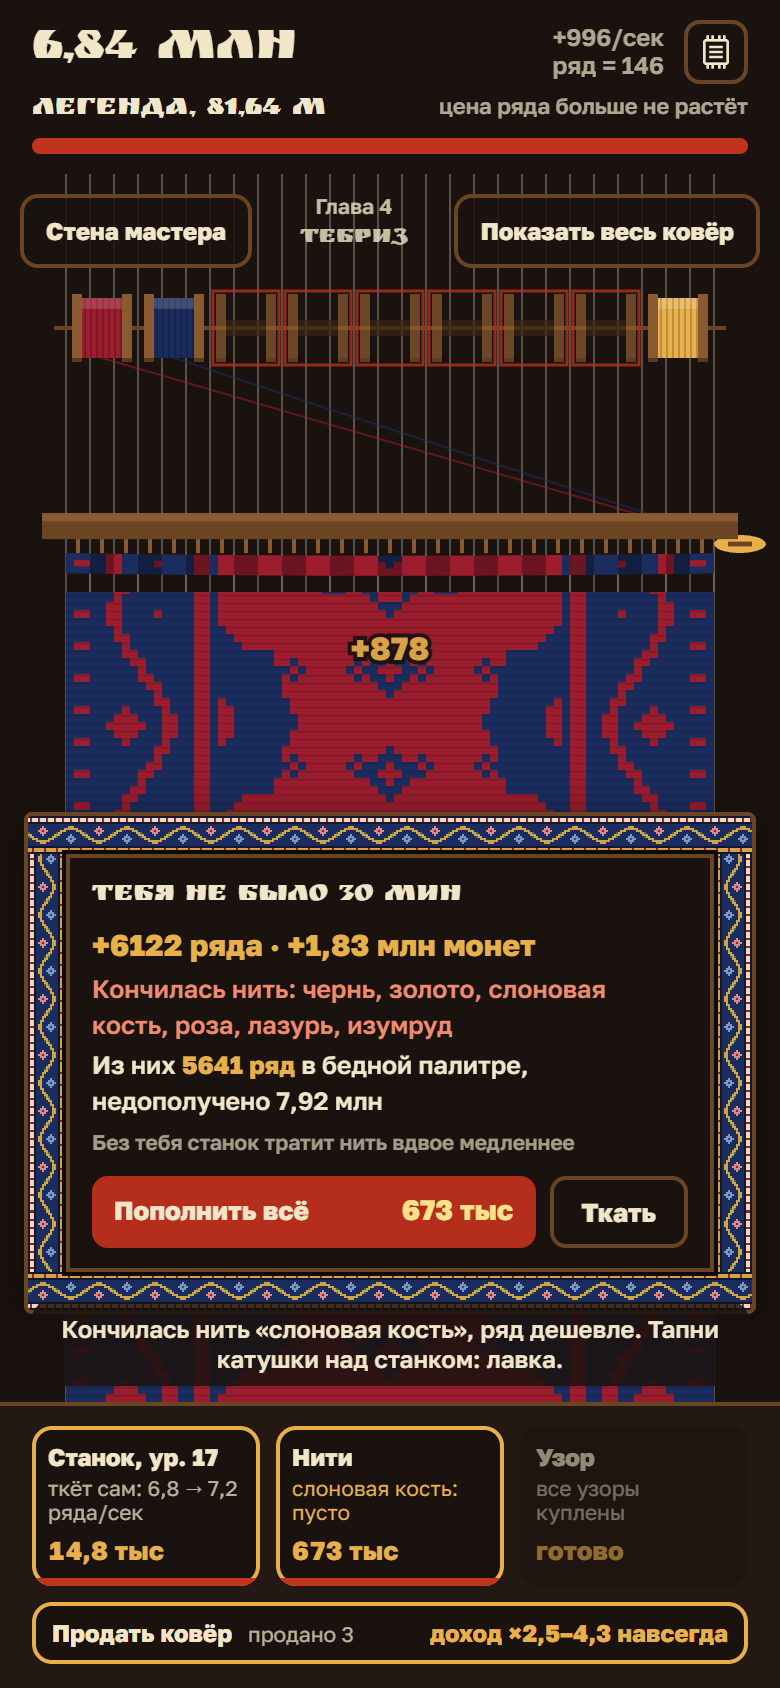 6,84 МЛН
+996/сек
ряд = 146
ЛЕГЕНДА, 81,64 М
цена ряда больше не растёт
Стена мастера
Глава 4
ТЕБРИЗ
Показать весь ковёр
+878
ТЕБЯ НЕ БЫЛО 30 МИН
+6122 ряда · +1,83 млн монет
Кончилась нить: чернь, золото, слоновая
кость, роза, лазурь, изумруд
Из них 5641 ряд в бедной палитре,
недополучено 7,92 млн
Без тебя станок тратит нить вдвое медленнее
Пополнить всё 673 тыс
Ткать
Кончилась нить «слоновая кость», ряд дешевле. Тапни
катушки над станком: лавка.
Станок, ур. 17
ткёт сам: 6,8 → 7,2
ряда/сек
14,8 тыс
Нити
слоновая кость:
пусто
673 тыс
Узор
все узоры
куплены
готово
Продать ковёр продано 3 доход ×2,5–4,3 навсегда